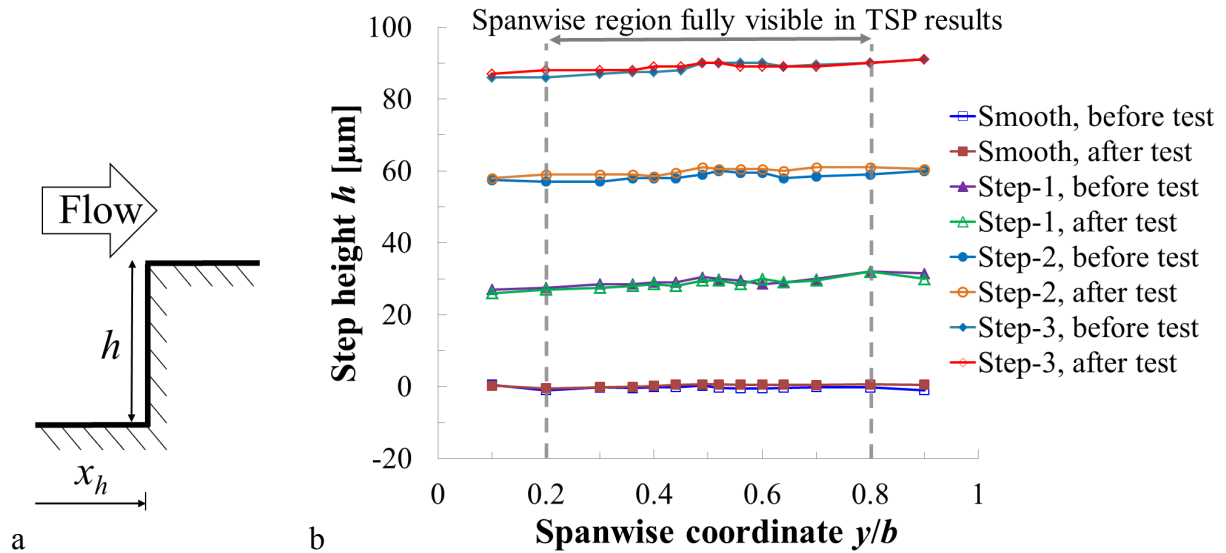 Flow
h
x_h
a
Spanwise region fully visible in TSP results
Step height h [µm]
100
80
60
40
20
0
-20
0
0.2
0.4
0.6
0.8
1
Spanwise coordinate y/b
Smooth, before test
Smooth, after test
Step-1, before test
Step-1, after test
Step-2, before test
Step-2, after test
Step-3, before test
Step-3, after test
b